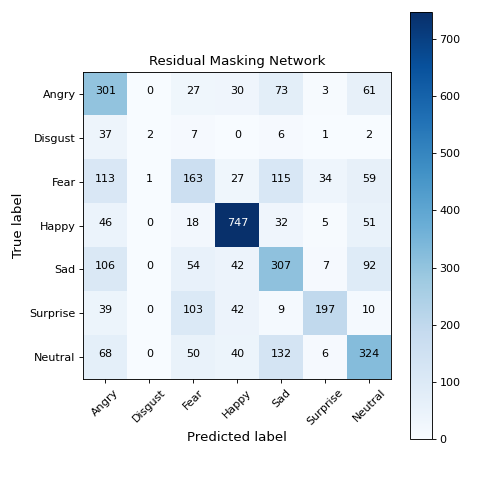 Residual Masking Network
Angry 301 0 27 30 73 3 61
Disgust 37 2 7 0 6 1 2
Fear 113 1 163 27 115 34 59
Happy 46 0 18 747 32 5 51
Sad 106 0 54 42 307 7 92
Surprise 39 0 103 42 9 197 10
Neutral 68 0 50 40 132 6 324
Angry Disgust Fear Happy Sad Surprise Neutral
Predicted label
True label
700
600
500
400
300
200
100
0